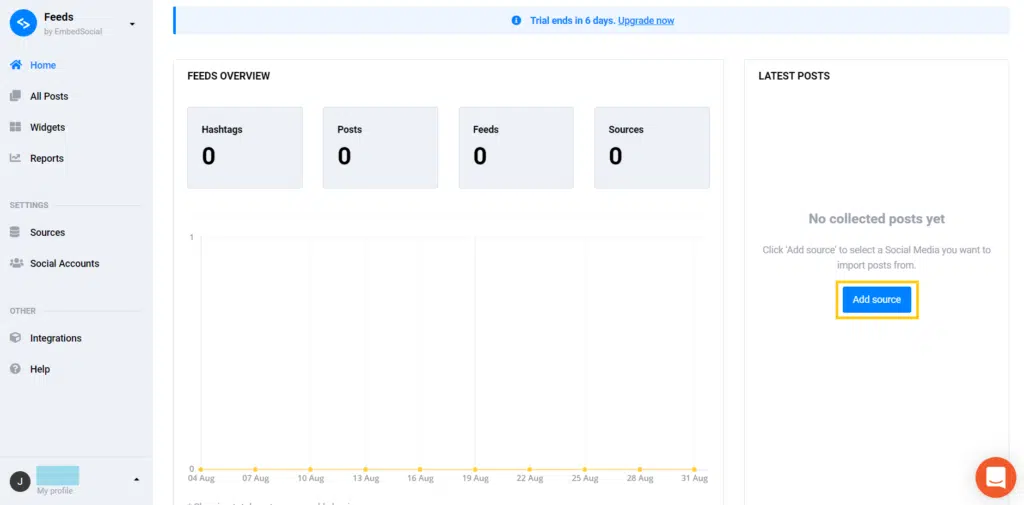 Feeds
by EmbedSocial
Home
All Posts
Widgets
Reports
SETTINGS
Sources
Social Accounts
OTHER
Integrations
Help
J
My profile
Trial ends in 6 days. Upgrade now
FEEDS OVERVIEW
Hashtags
0
Posts
0
Feeds
0
Sources
0
1
0
04 Aug 07 Aug 10 Aug 13 Aug 16 Aug 19 Aug 22 Aug 25 Aug 28 Aug 31 Aug
LATEST POSTS
No collected posts yet
Click 'Add source' to select a Social Media you want to
import posts from.
Add source